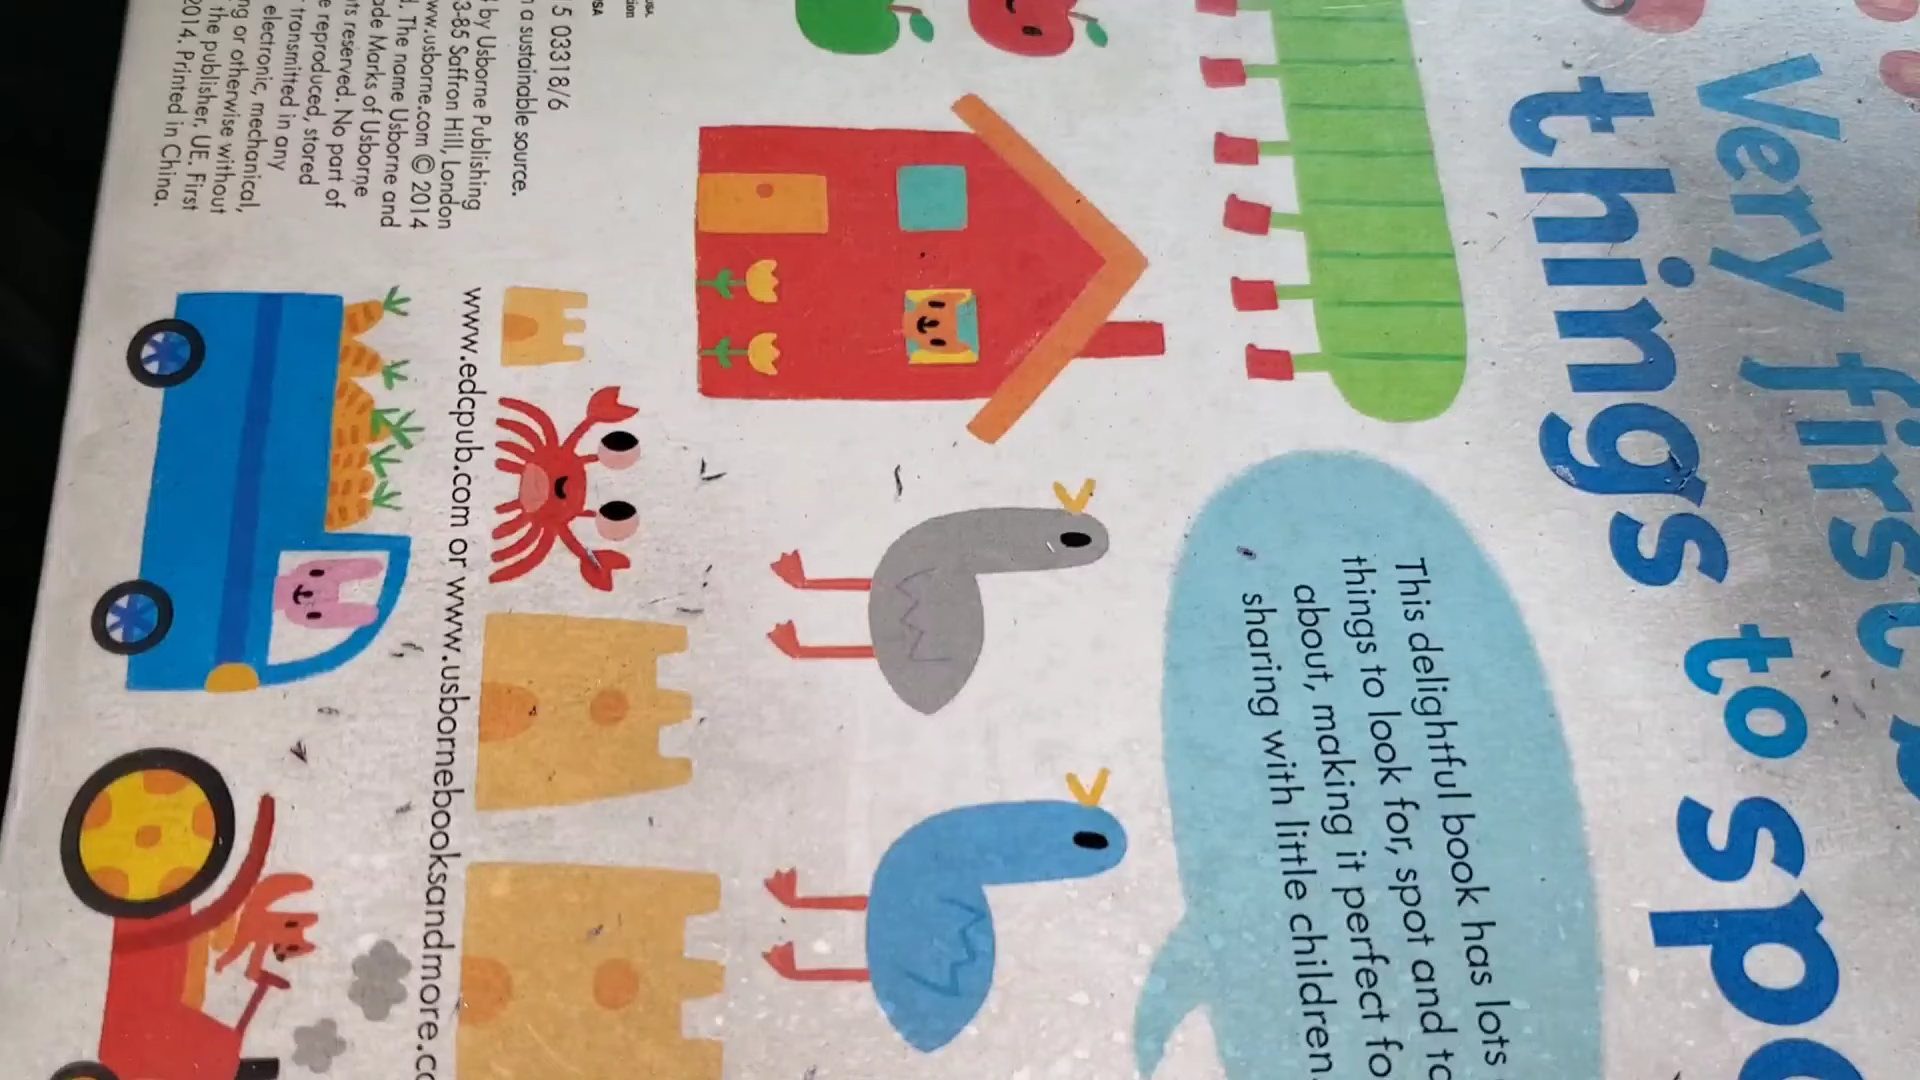 Very first
things to spo
This delightful book has lots
things to look for, spot and to
about, making it perfect fo
sharing with little children.
www.edcpub.com or www.usbornebooksandmore.co
5 03318/6
a sustainable source.
by Usborne Publishing
3-85 Saffron Hill, London
www.usborne.com © 2014
. The name Usborne and
ade Marks of Usborne
ts reserved. No part of
e reproduced, stored
transmitted in any
electronic, mechanical,
ng or otherwise without
the publisher. UE. First
2014. Printed in China.